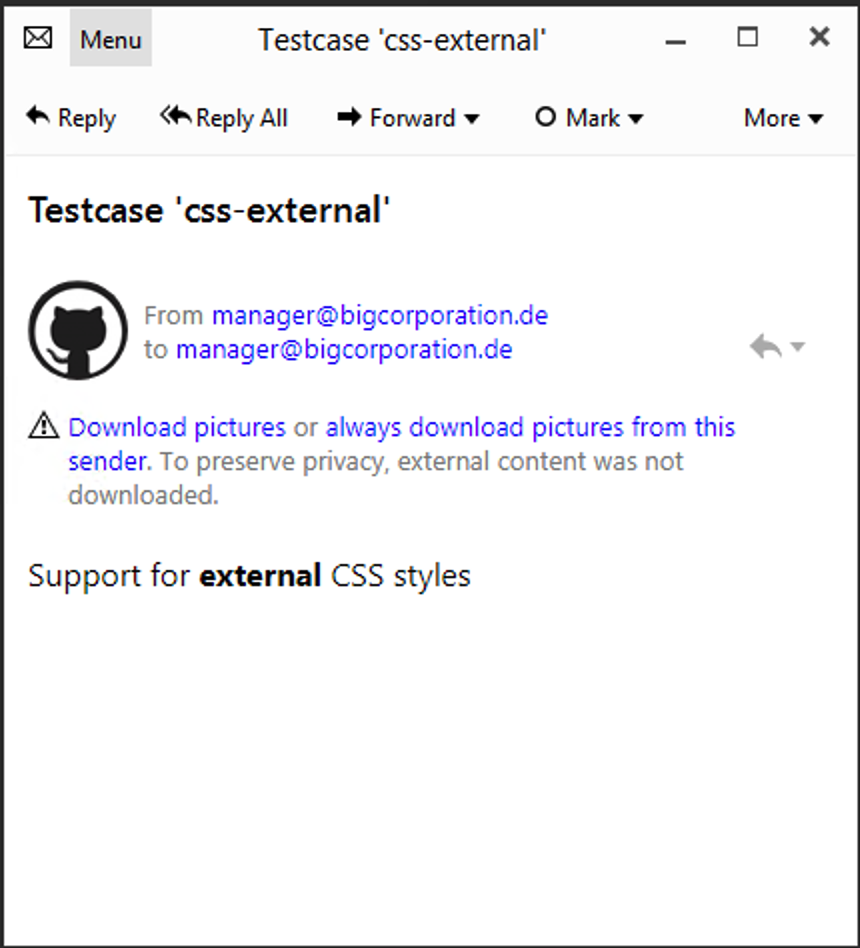 Menu Testcase 'css-external'
Reply Reply All Forward Mark More
Testcase 'css-external'
From manager@bigcorporation.de
to manager@bigcorporation.de
Download pictures or always download pictures from this
sender. To preserve privacy, external content was not
downloaded.
Support for external CSS styles